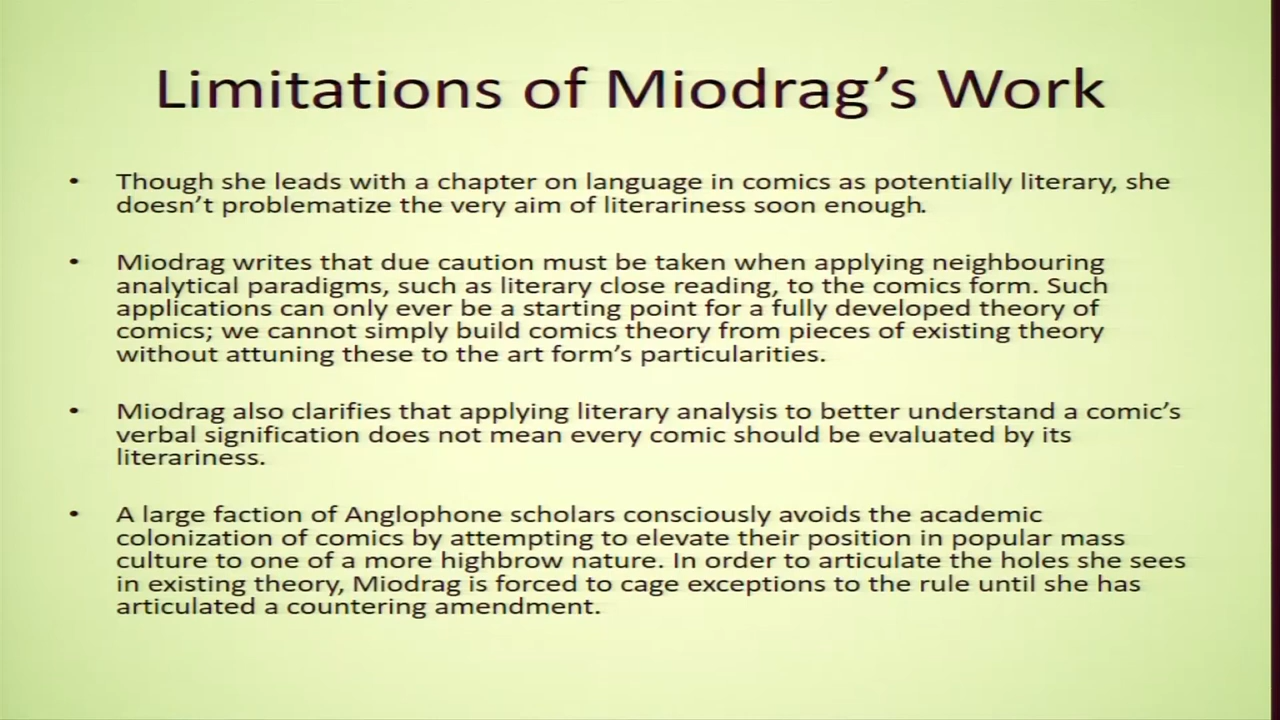 Limitations of Miodrag's Work
• Though she leads with a chapter on language in comics as potentially literary, she
doesn't problematize the very aim of literariness soon enough.
• Miodrag writes that due caution must be taken when applying neighbouring
analytical paradigms, such as literary close reading, to the comics form. Such
applications can only ever be a starting point for a fully developed theory of
comics; we cannot simply build comics theory from pieces of existing theory
without attuning these to the art form's particularities.
• Miodrag also clarifies that applying literary analysis to better understand a comic's
verbal signification does not mean every comic should be evaluated by its
literariness.
• A large faction of Anglophone scholars consciously avoids the academic
colonization of comics by attempting to elevate their position in popular mass
culture to one of a more highbrow nature. In order to articulate the holes she sees
in existing theory, Miodrag is forced to cage exceptions to the rule until she has
articulated a countering amendment.